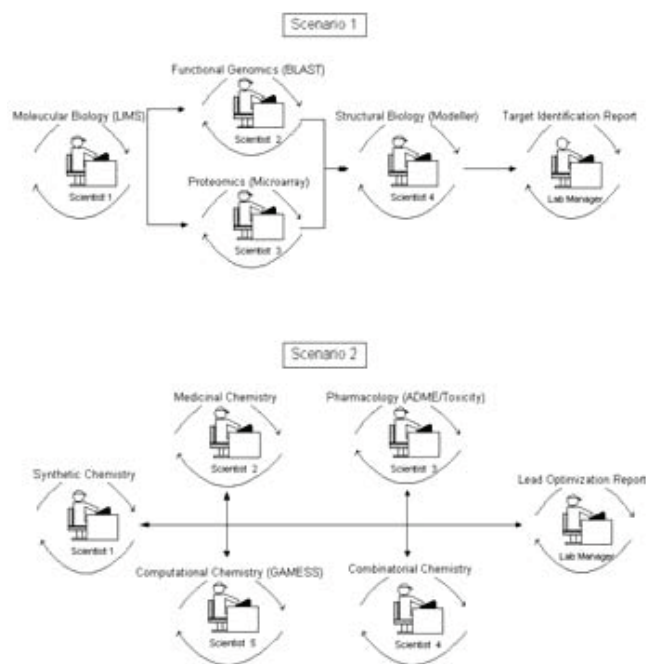 Scenario 1
Functional Genomics (BLAST)
Scientist 2
Moleucular Biology (LIMS)
Scientist 1
Structural Biology (Modeller)
Scientist 4
Target Identification Report
Lab Manager
Proteomics (Microarray)
Scientist 3
Scenario 2
Medicinal Chemistry
Scientist 2
Pharmacology (ADME/Toxicity)
Scientist 3
Synthetic Chemistry
Scientist 1
Lead Optimization Report
Lab Manager
Computational Chemistry (GAMESS)
Scientist 5
Combinatorial Chemistry
Scientist 4